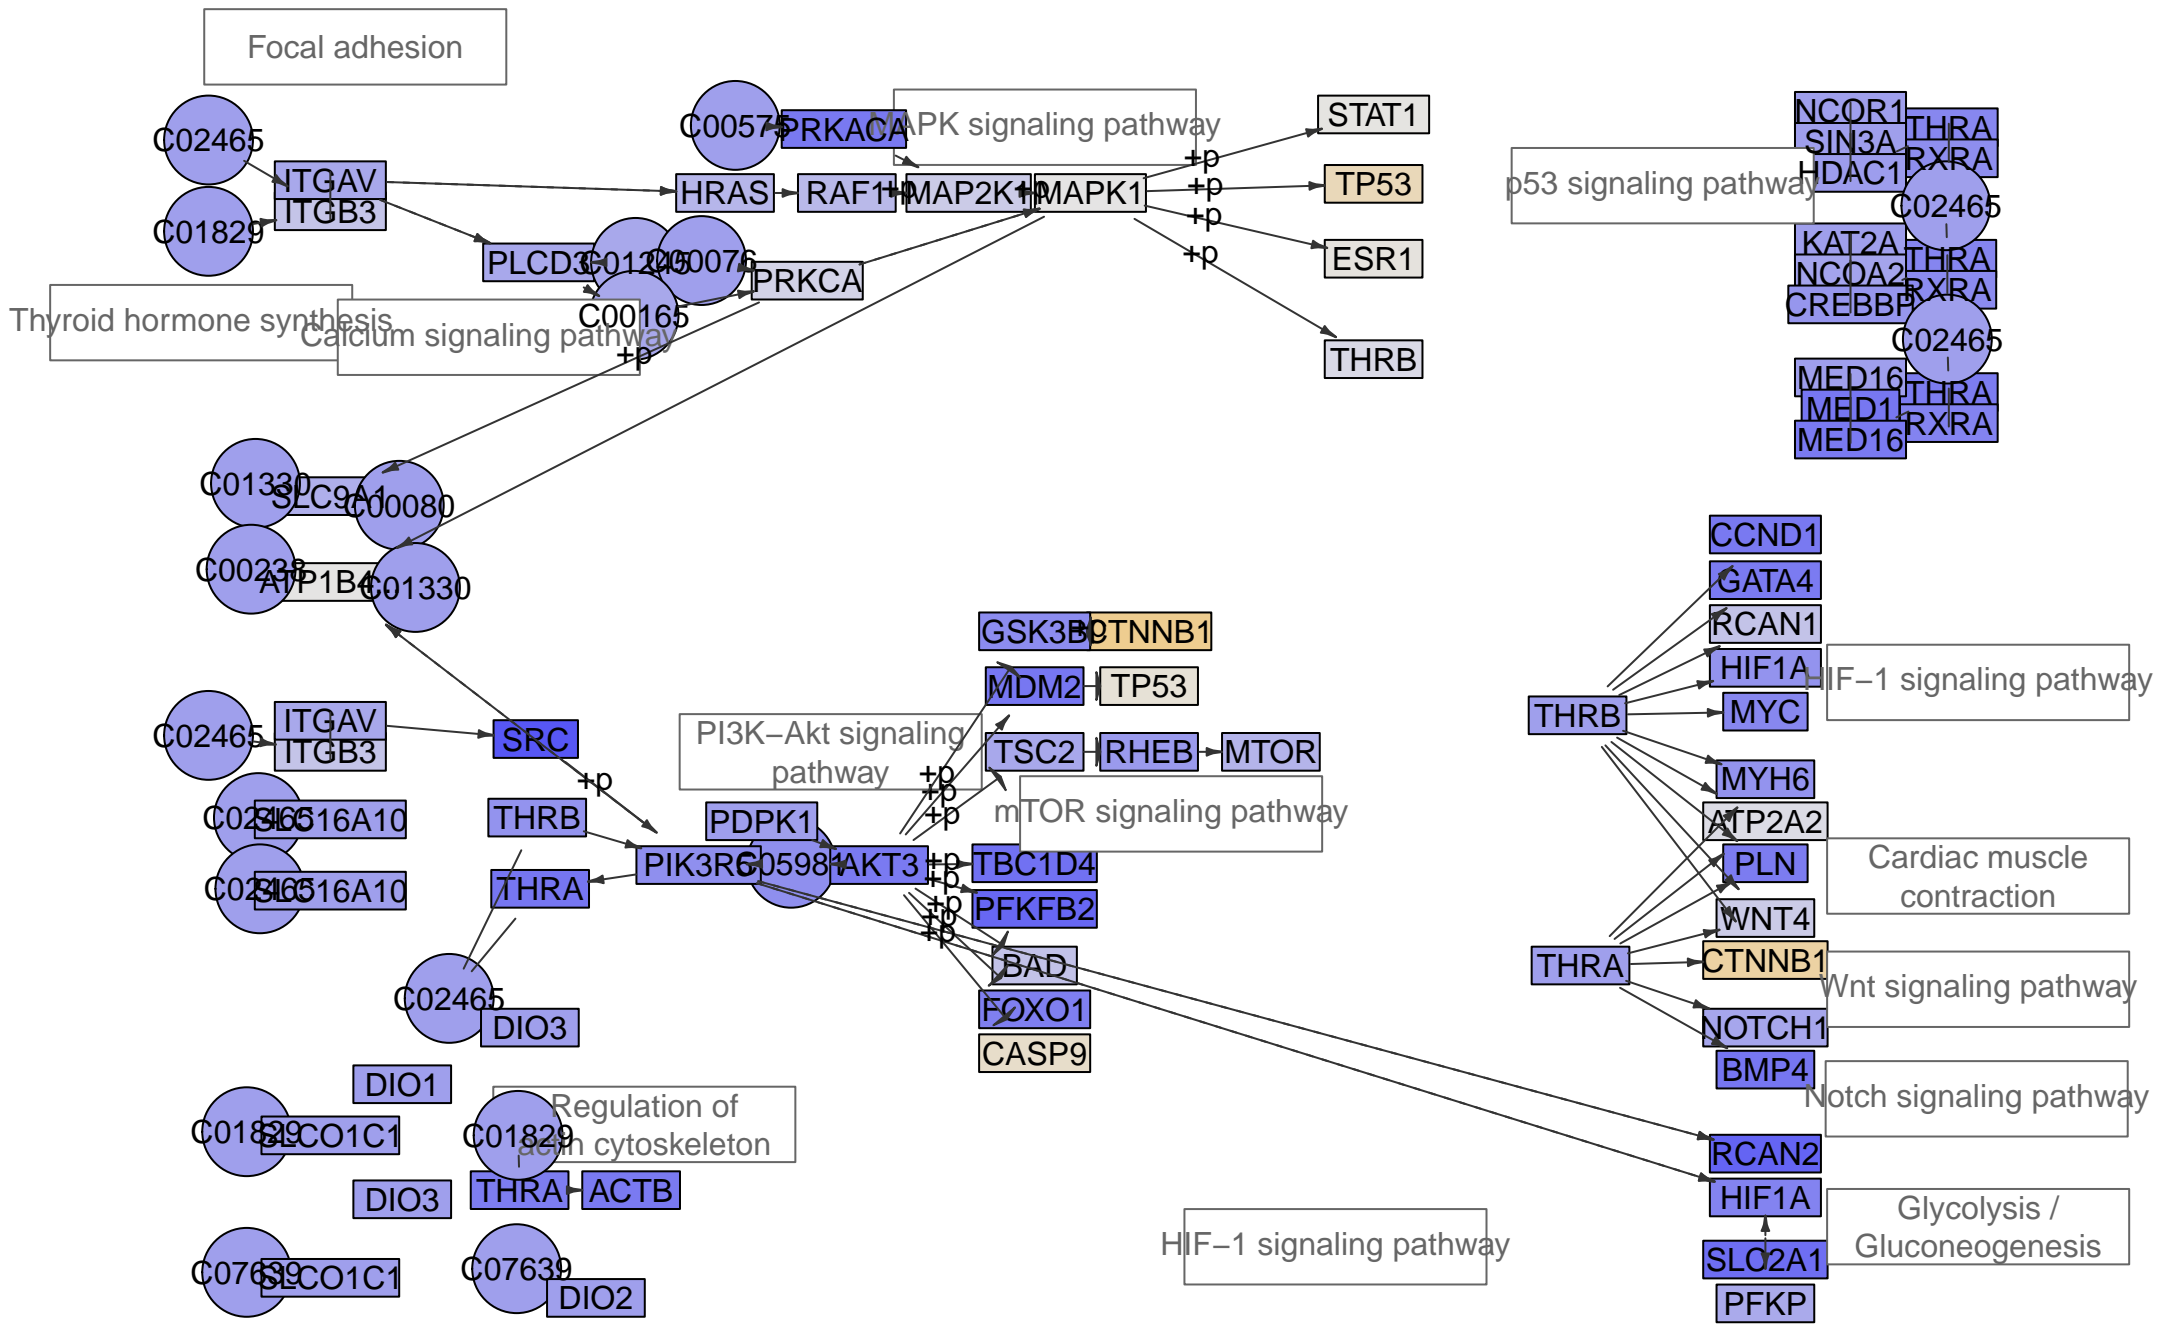 Focal adhesion
C02465
C01829
ITGAV
ITGB3
C00575
PRKACA
MAPK signaling pathway
HRAS
RAF1
+p
MAP2K1
+p
MAPK1
PLCD3
C01245
C00076
C00165
PRKCA
+p
+p
+p
+p
STAT1
TP53
ESR1
THRB
p53 signaling pathway
NCOR1
SIN3A
HDAC1
THRA
RXRA
C02465
KAT2A
NCOA2
CREBBP
THRA
RXRA
C02465
MED16
MED1
MED16
THRA
RXRA
Thyroid hormone synthesis
Calcium signaling pathway
+p
C01330
SLC9A1
C00080
C00238
ATP1B4...
C01330
C02465
ITGAV
ITGB3
SRC
+p
C02465
SLC16A10
C02465
SLC16A10
THRB
THRA
C02465
DIO3
PI3K−Akt signaling
pathway
PDPK1
PIK3R6
C05981
AKT3
GSK3B
+p
CTNNB1
MDM2
TP53
TSC2
RHEB
MTOR
mTOR signaling pathway
+p
+p
+p
+p
+p
+p
+p
+p
TBC1D4
PFKFB2
BAD
FOXO1
CASP9
CCND1
GATA4
RCAN1
HIF1A
MYC
HIF−1 signaling pathway
THRB
MYH6
ATP2A2
PLN
Cardiac muscle
contraction
WNT4
THRA
CTNNB1
Wnt signaling pathway
NOTCH1
BMP4
Notch signaling pathway
DIO1
C01829
SLCO1C1
DIO3
C07639
SLCO1C1
Regulation of
actin cytoskeleton
C01829
THRA
ACTB
C07639
DIO2
HIF−1 signaling pathway
RCAN2
HIF1A
SLC2A1
PFKP
Glycolysis /
Gluconeogenesis